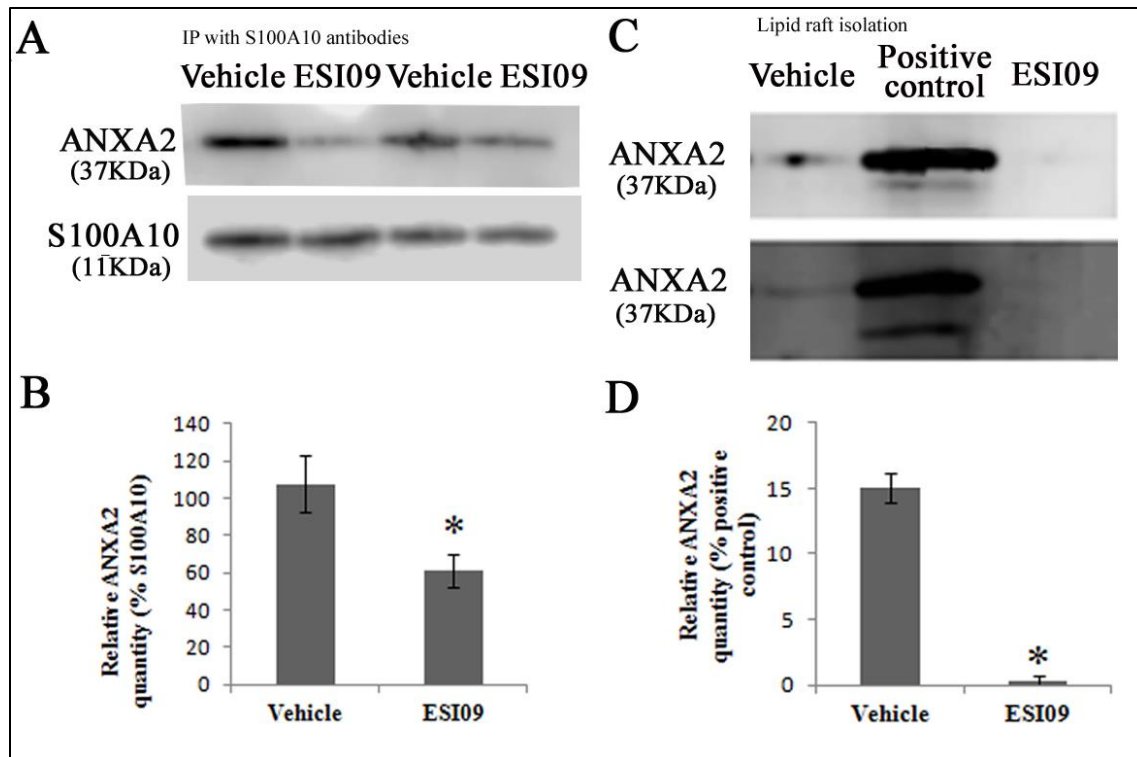 A
IP with S100A10 antibodies
Vehicle ESI09 Vehicle ESI09
ANXA2
(37KDa)
S100A10
(11KDa)
B
Relative ANXA2
quantity (% S100A10)
140
120
100
80
60
40
20
0
*
Vehicle
ESI09
C
Lipid raft isolation
Vehicle
Positive
control
ESI09
ANXA2
(37KDa)
ANXA2
(37KDa)
D
Relative ANXA2
quantity (% positive
control)
20
15
10
5
0
*
Vehicle
ESI09